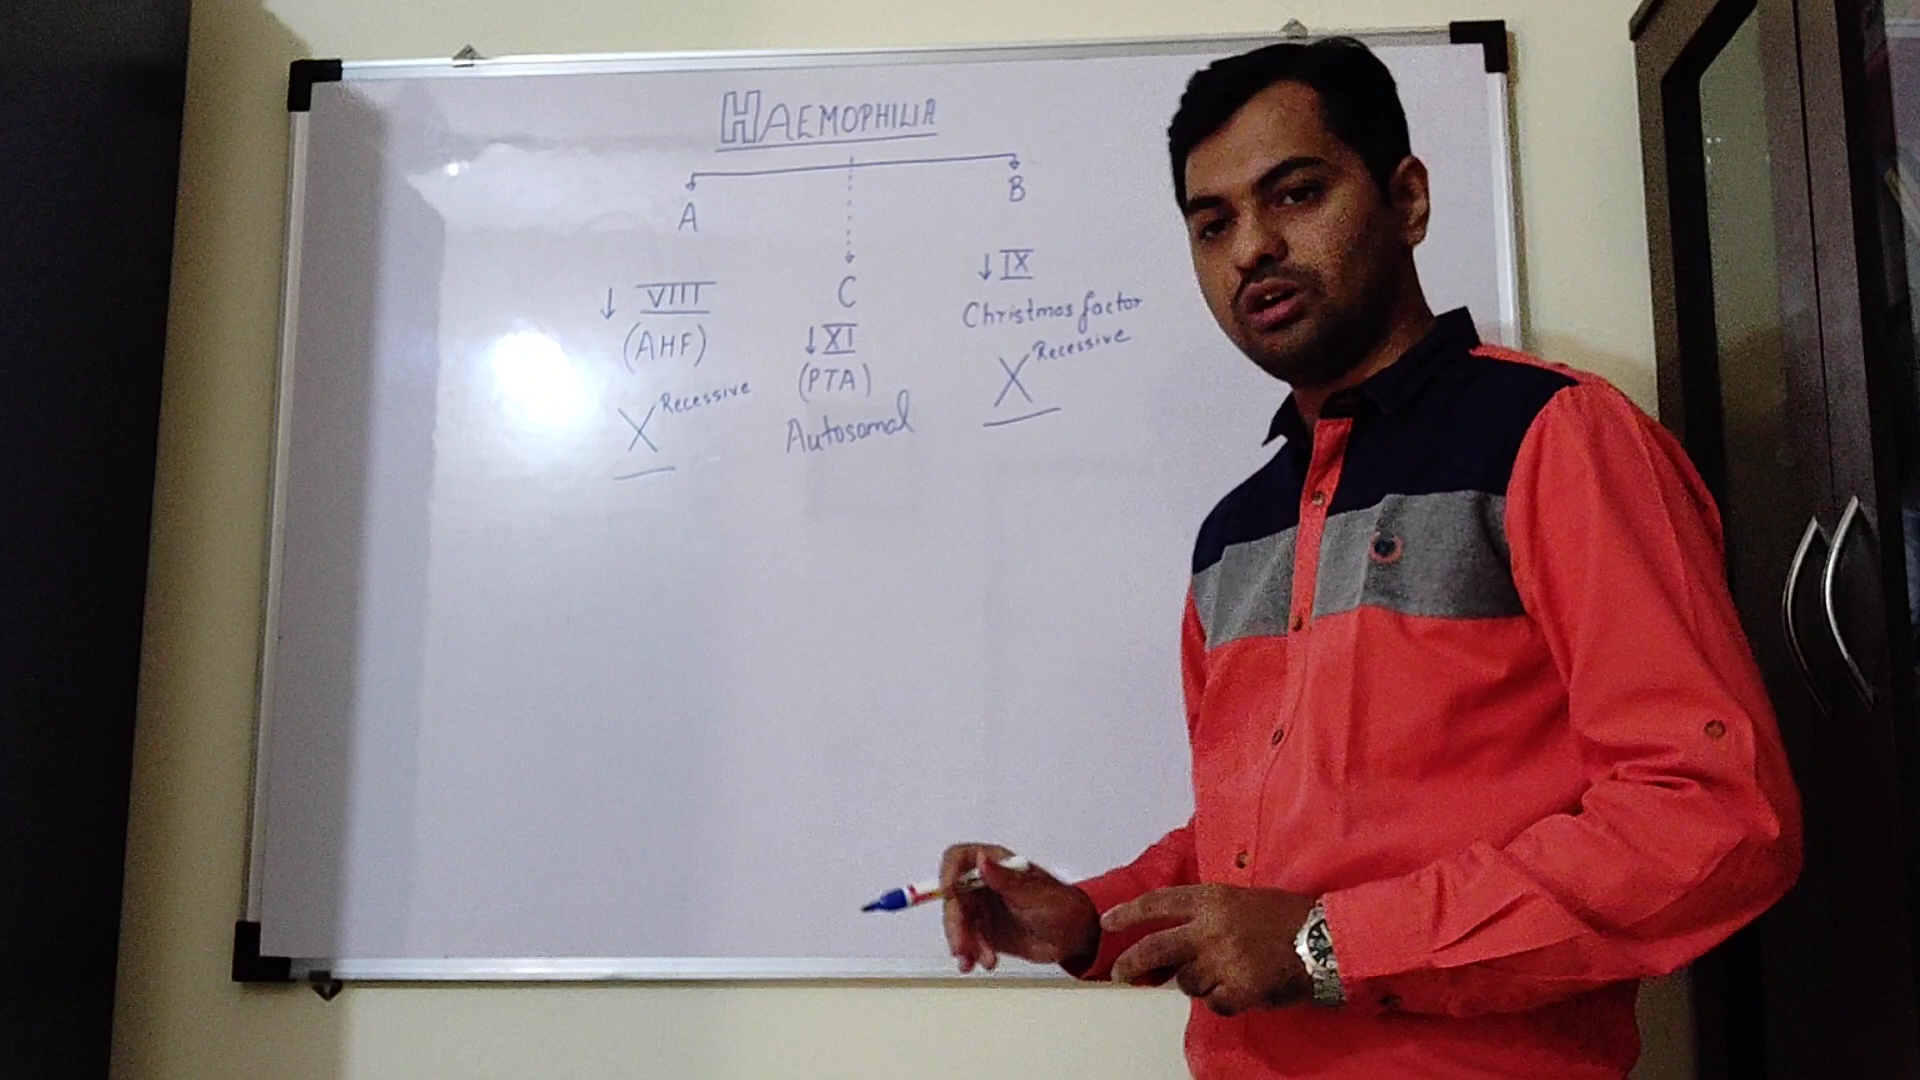 HAEMOPHILIA
A
↓ VIII
(AHF)
X Recessive
C
↓ XI
(PTA)
Autosomal
B
↓ IX
Christmas factor
X Recessive